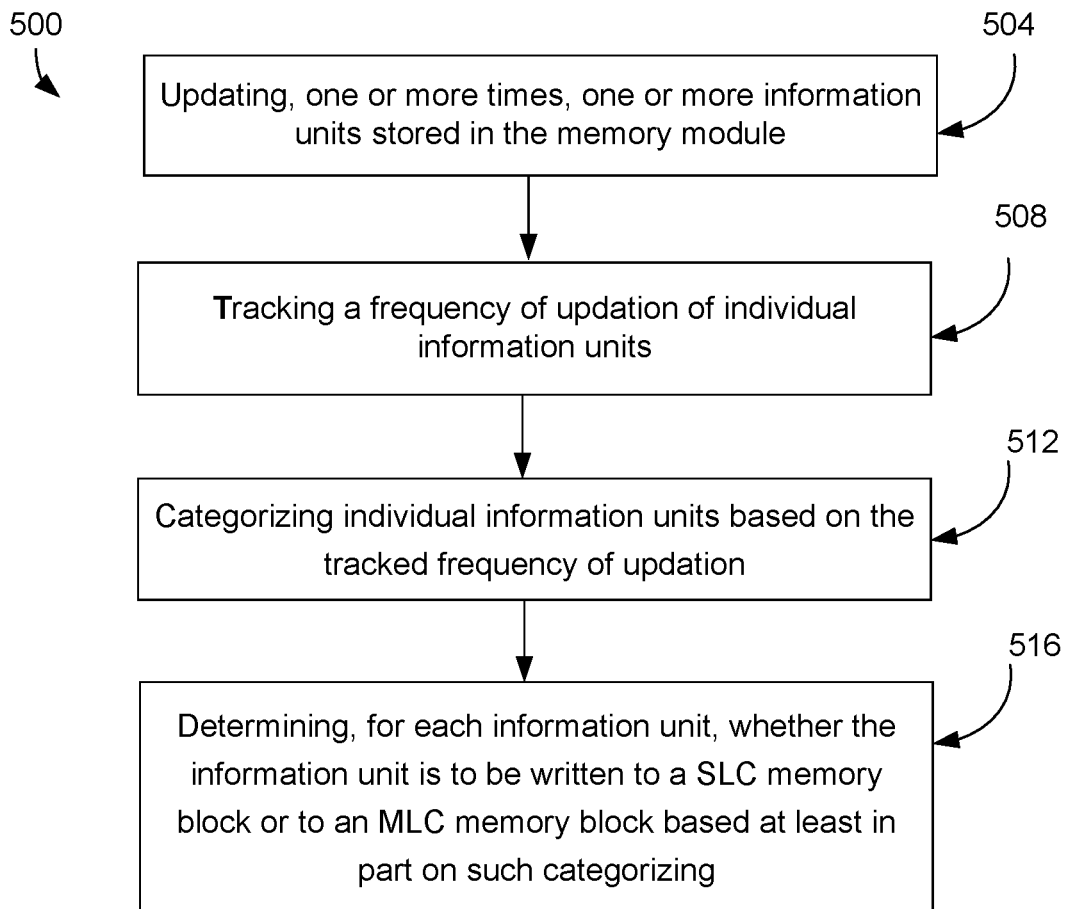 500
504
Updating, one or more times, one or more information
units stored in the memory module
508
Tracking a frequency of updation of individual
information units
512
Categorizing individual information units based on the
tracked frequency of updation
516
Determining, for each information unit, whether the
information unit is to be written to a SLC memory
block or to an MLC memory block based at least in
part on such categorizing